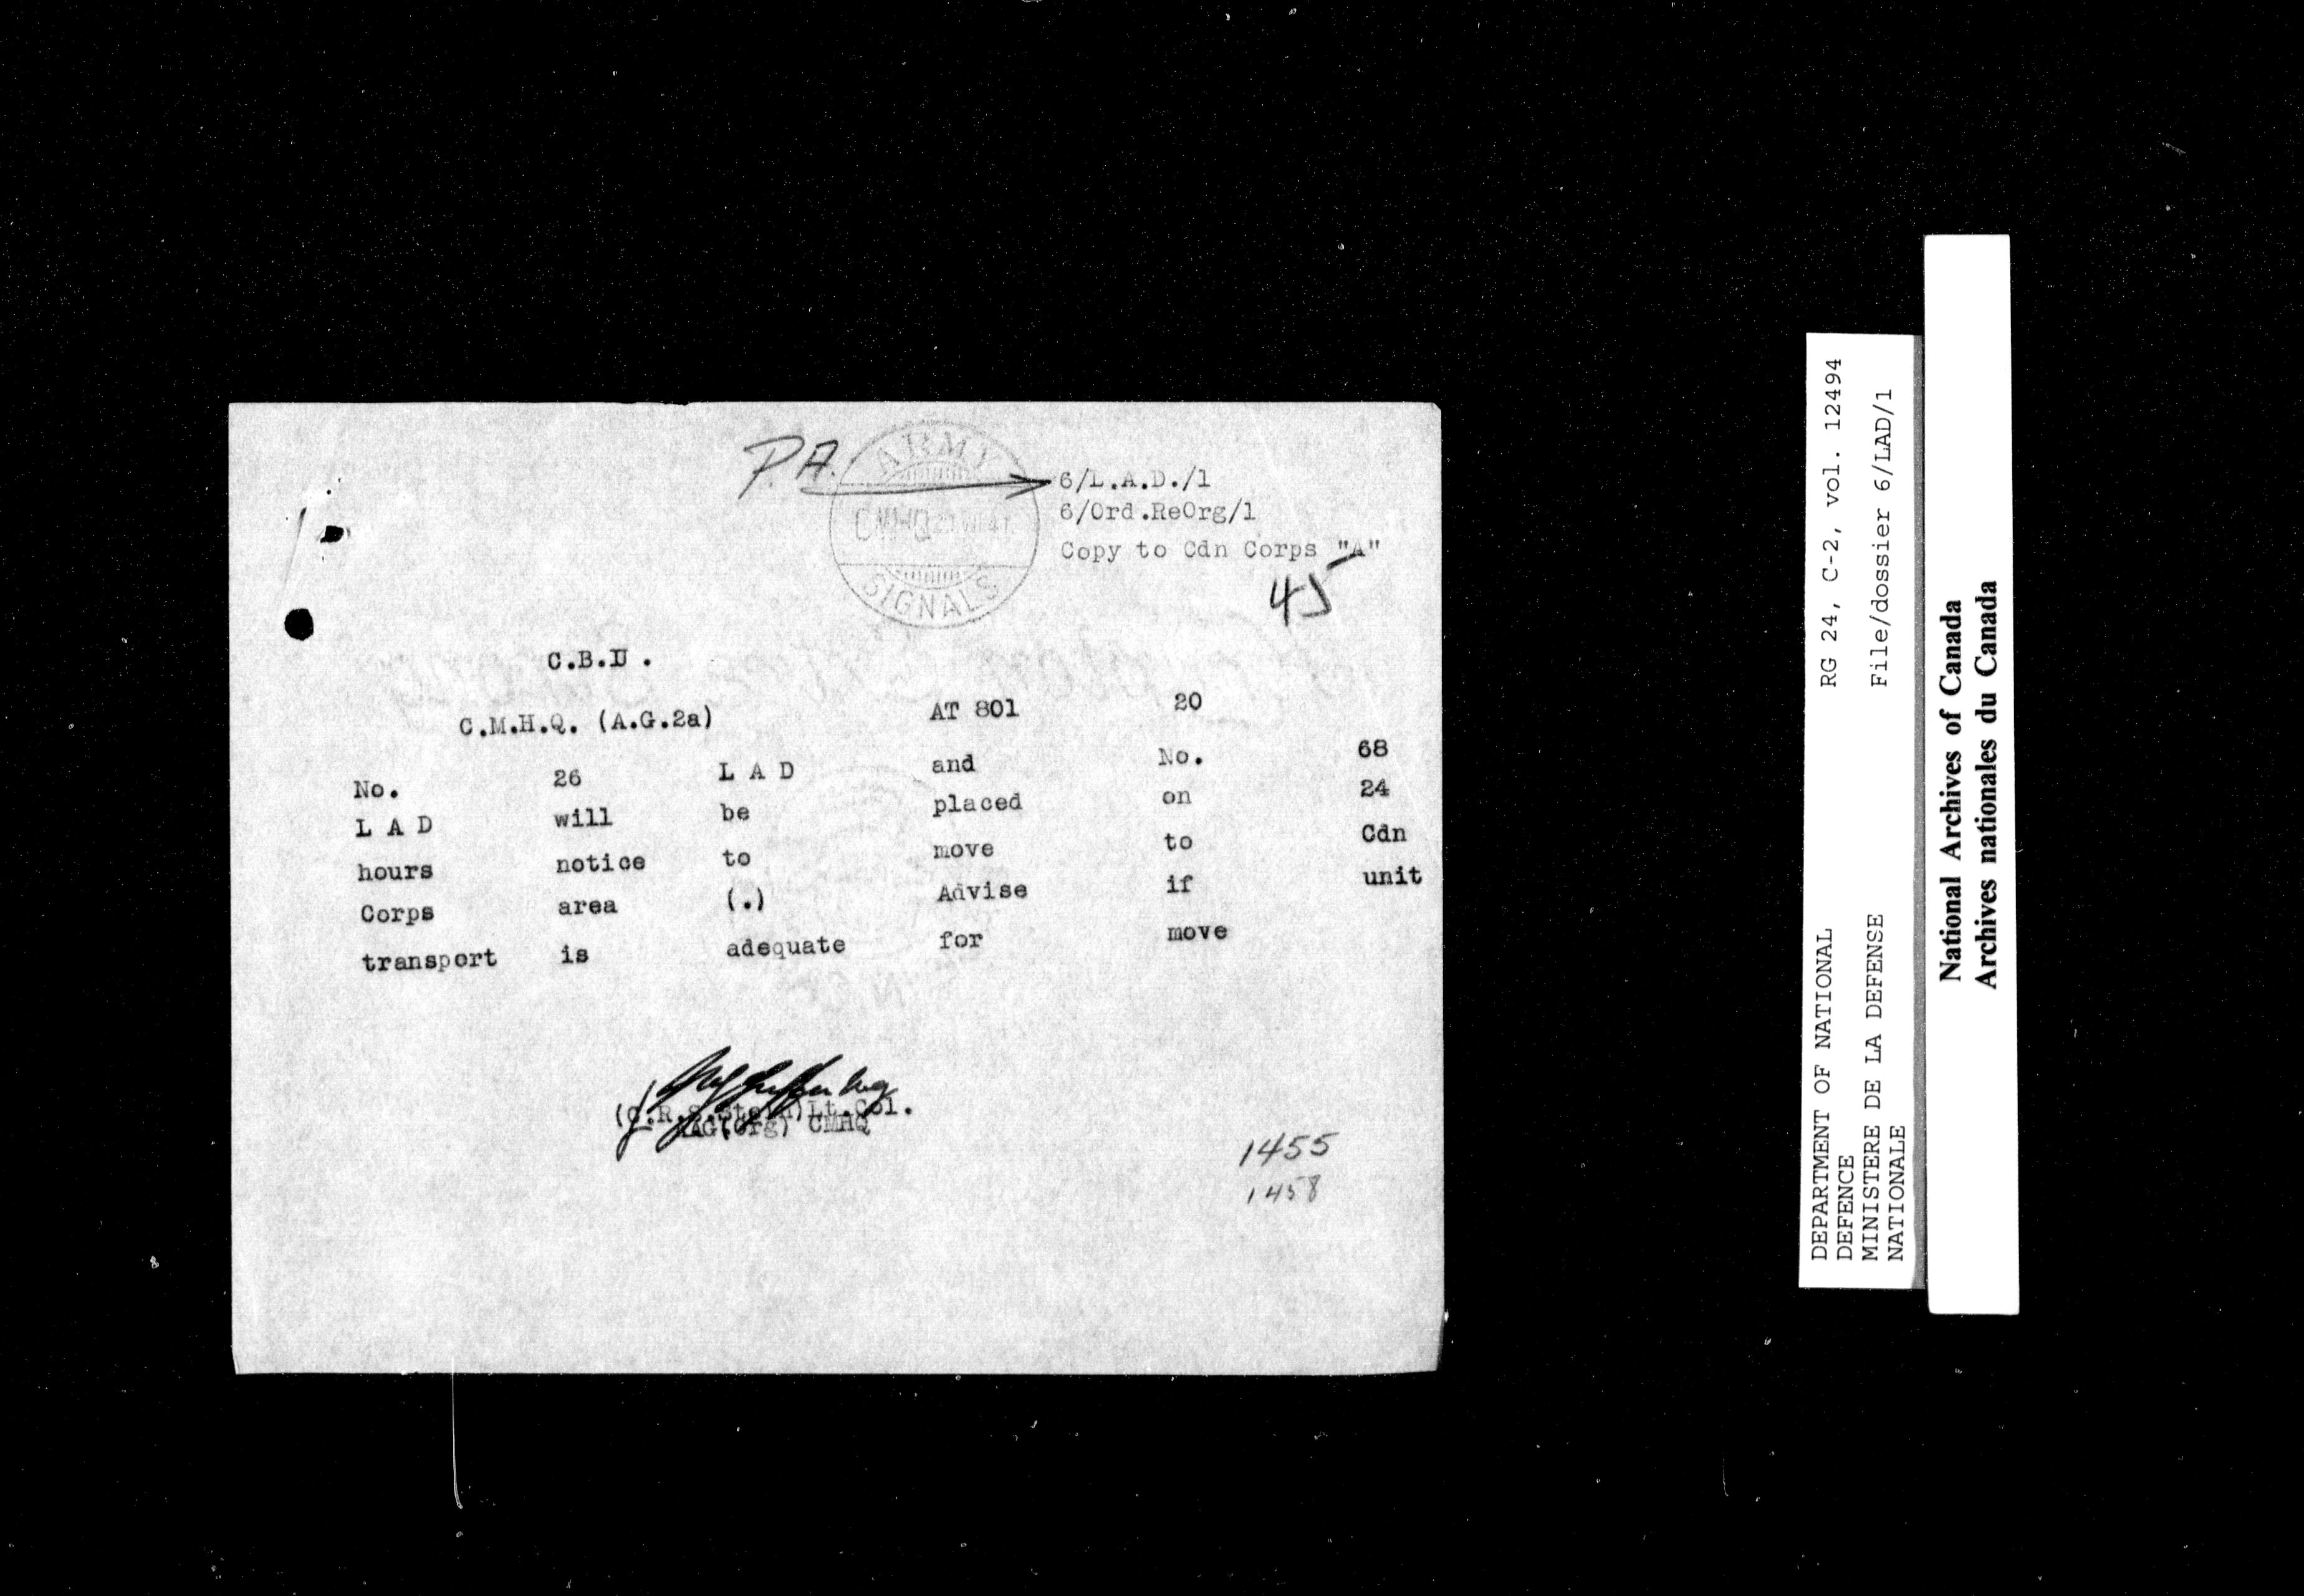 P.A.
ARMY
SIGNALS
6/L.A.D./1
6/Ord.ReOrg/1
Copy to Cdn Corps "A"
45
C.B.U.
C.M.H.Q. (A.G.2a) AT 801 20
No. 26 L A D and No. 68
L A D will be placed on 24
hours notice to move to Cdn
Corps area (.) Advise if unit
transport is adequate for move
(C.R.S.Stein)Lt.Col.
AAG(Org) CMHQ
1455
1458
RG 24, C-2, vol. 12494
File/dossier 6/LAD/1
DEPARTMENT OF NATIONAL
DEFENCE
MINISTERE DE LA DEFENSE
NATIONALE
National Archives of Canada
Archives nationales du Canada